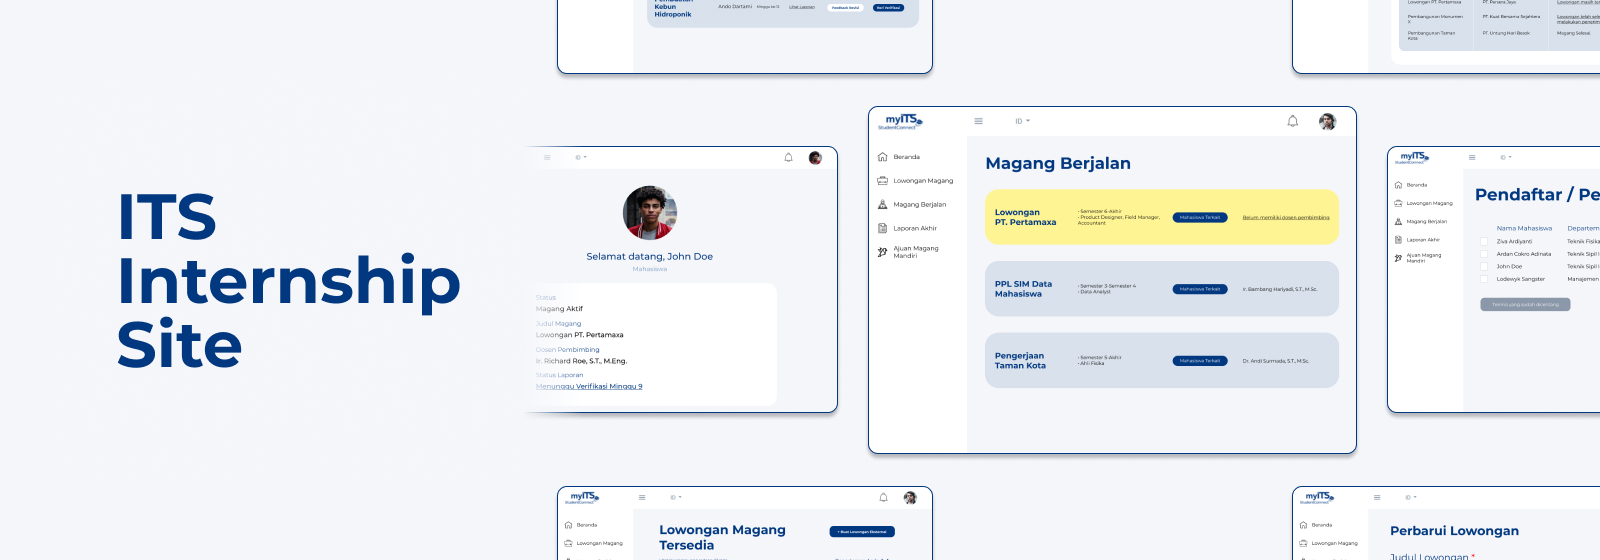 ITS
Internship
Site
Kebun
Hidroponik
Ando Dartami
Minggu ke-11
Lihat Laporan
Feedback Revisi
Beri Verifikasi
Lowongan PT. Pertamaxa
PT. Persera Jaya
Pembangunan Monumen
X
PT. Kuat Bersama Sejahtera
Pembangunan Taman
Kota
PT. Untung Hari Besok
Magang Selesai.
ID
Selamat datang, John Doe
Mahasiswa
Status
Magang Aktif
Judul Magang
Lowongan PT. Pertamaxa
Dosen Pembimbing
Ir. Richard Roe, S.T., M.Eng.
Status Laporan
Menunggu Verifikasi Minggu 9
myITS
StudentConnect
ID
Beranda
Lowongan Magang
Magang Berjalan
Laporan Akhir
Ajuan Magang
Mandiri
Magang Berjalan
Lowongan
PT. Pertamaxa
• Semester 6-Akhir
• Product Designer, Field Manager,
Accountant
Mahasiswa Terkait
Belum memiliki dosen pembimbing
PPL SIM Data
Mahasiswa
• Semester 3-Semester 4
• Data Analyst
Mahasiswa Terkait
Ir. Bambang Hariyadi, S.T., M.Sc.
Pengerjaan
Taman Kota
• Semester 5-Akhir
• Ahli Fisika
Mahasiswa Terkait
Dr. Andi Surmada, S.T., M.Sc.
myITS
StudentConnect
ID
Beranda
Lowongan Magang
Magang Berjalan
Laporan Akhir
Ajuan Magang
Mandiri
Pendaftar / Pe
Nama Mahasiswa
Departem
Ziva Ardiyanti
Teknik Fisika
Ardan Cokro Adinata
Teknik Sipil
John Doe
Teknik Sipil
Lodewyk Sangster
Manajemen
Terima yang sudah dicentang
myITS
StudentConnect
ID
Beranda
Lowongan Magang
Lowongan Magang
Tersedia
+ Buat Lowongan Eksternal
myITS
StudentConnect
ID
Beranda
Lowongan Magang
Perbarui Lowongan
Judul Lowongan *